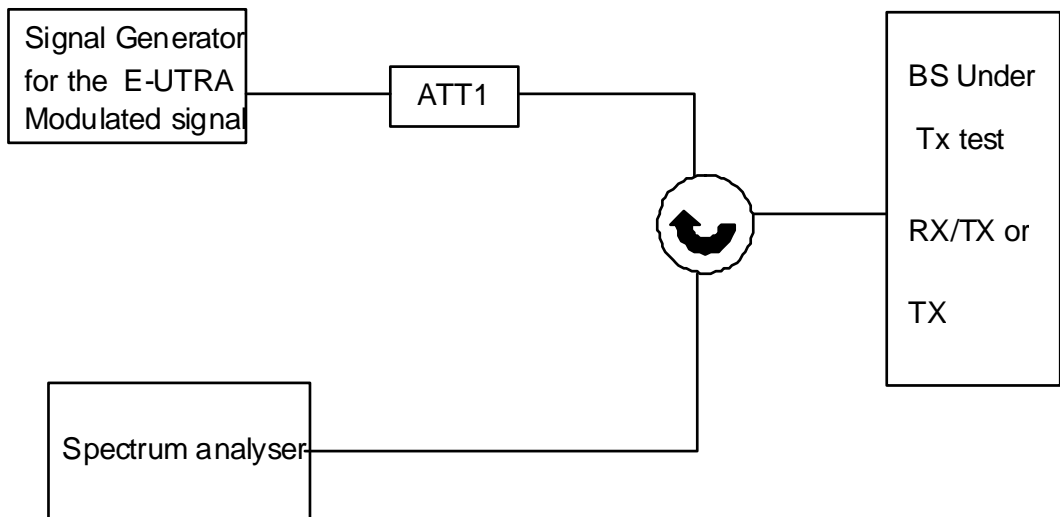 Signal Generator
for the E-UTRA
Modulated signal
ATT1
BS Under
Tx test
RX/TX or
TX
Spectrum analyser